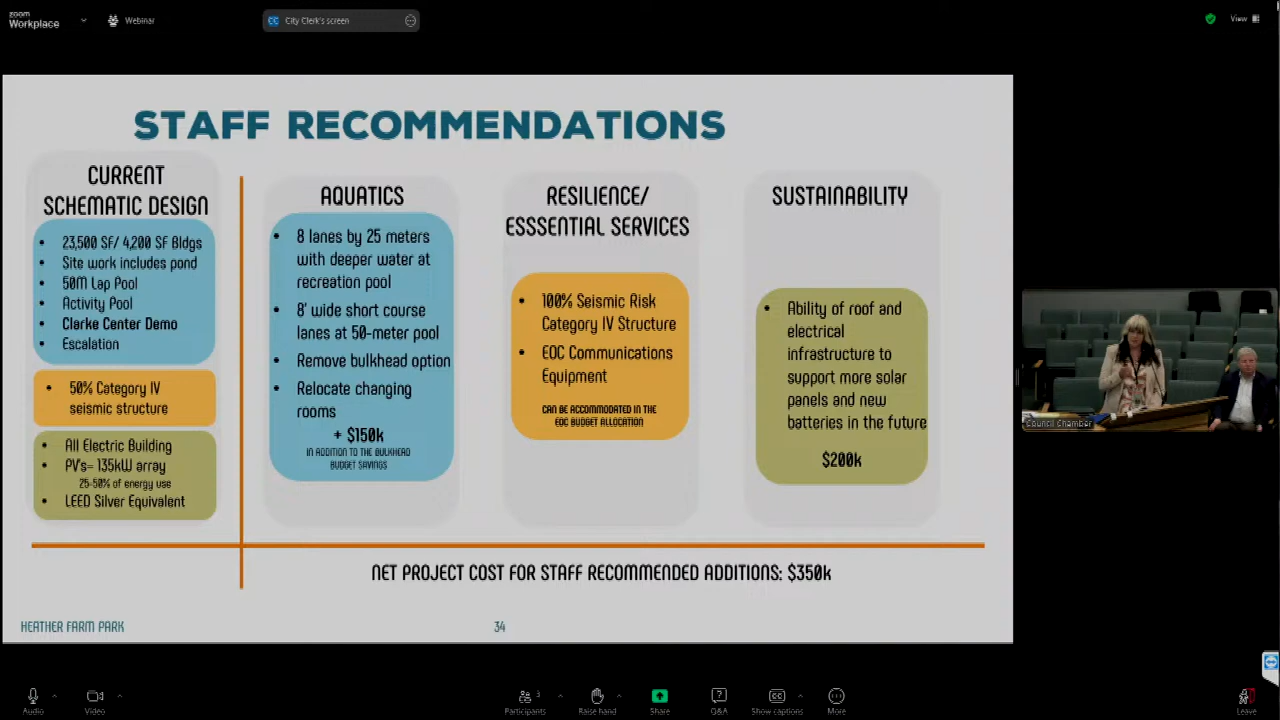 zoom
Workplace
Webinar
CC City Clerk's screen
View
STAFF RECOMMENDATIONS
CURRENT
SCHEMATIC DESIGN
• 23,500 Sf/ 4,200 Sf Bldgs
• Site work includes pond
• 50M Lap Pool
• Activity Pool
• Clarke Center Demo
• Escalation
• 50% Category IV
seismic structure
• All Electric Building
• PV's= 135kW array
25-50% of energy use
• LEED Silver Equivalent
AQUATICS
• 8 lanes by 25 meters
with deeper water at
recreation pool
• 8' wide short course
lanes at 50-meter pool
• Remove bulkhead option
• Relocate changing
rooms
+ $150k
IN ADDITION TO THE BULKHEAD
BUDGET SAVINGS
RESILIENCE/
ESSSENTIAL SERVICES
• 100% Seismic Risk
Category IV Structure
• EOC Communications
Equipment
CAN BE ACCOMMODATED IN THE
EOC BUDGET ALLOCATION
SUSTAINABILITY
• Ability of roof and
electrical
infrastructure to
support more solar
panels and new
batteries in the future
$200k
NET PROJECT COST FOR STAFF RECOMMENDED ADDITIONS: $350k
HEATHER FARM PARK
34
Council Chamber
Audio
Video
Participants
3
Raise hand
Share
Q&A
CC
Show captions
More
Leave